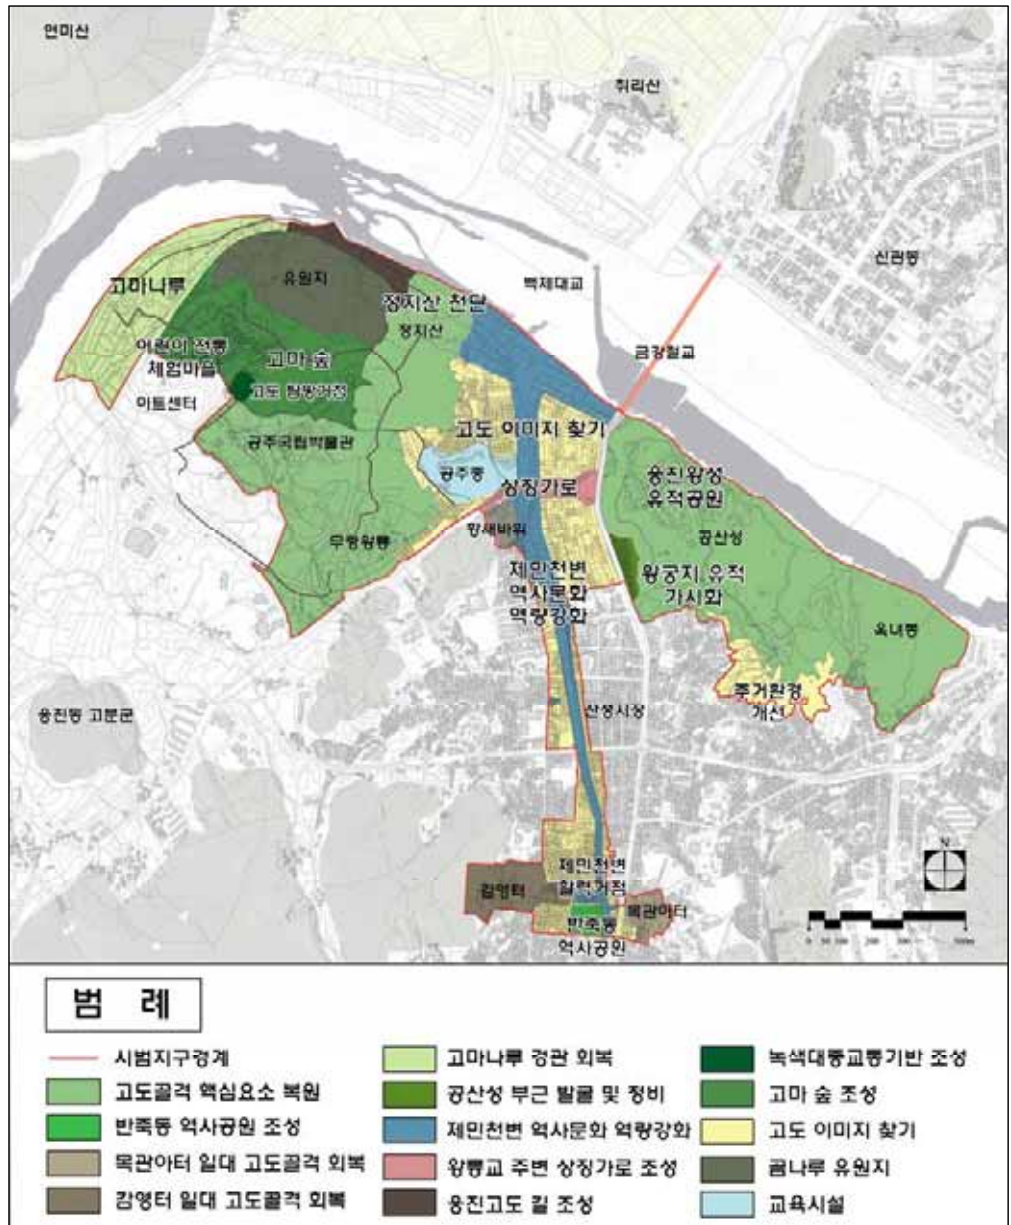 연미산
취리산
신관동
백제대교
금강철교
고마나루
유원지
정지산 천단
정지산
어린이 전통
체험마을
고마 숲
고도 탐방거점
아트센터
공주국립박물관
고도 이미지 찾기
공주중
상징가로
웅진왕성
유적공원
공산성
무령왕릉
황새바위
왕궁지 유적
가시화
제민천변
역사문화
역량강화
옥녀봉
주거환경
개선
산성시장
웅진동 고분군
제민천변
활력거점
감영터
목관아터
반죽동
역사공원
N
0 50 100 200 300 500m
범 례
시범지구경계
고마나루 경관 회복
녹색대중교통기반 조성
고도골격 핵심요소 복원
공산성 부근 발굴 및 정비
고마 숲 조성
반죽동 역사공원 조성
제민천변 역사문화 역량강화
고도 이미지 찾기
목관아터 일대 고도골격 회복
왕릉교 주변 상징가로 조성
곰나루 유원지
감영터 일대 고도골격 회복
웅진고도 길 조성
교육시설